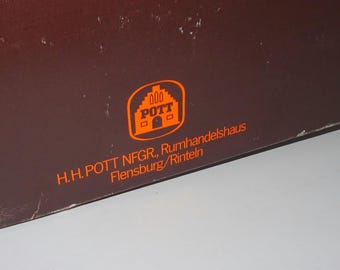 POTT
H.H. POTT NFGR., Rumhandelshaus
Flensburg/Rinteln